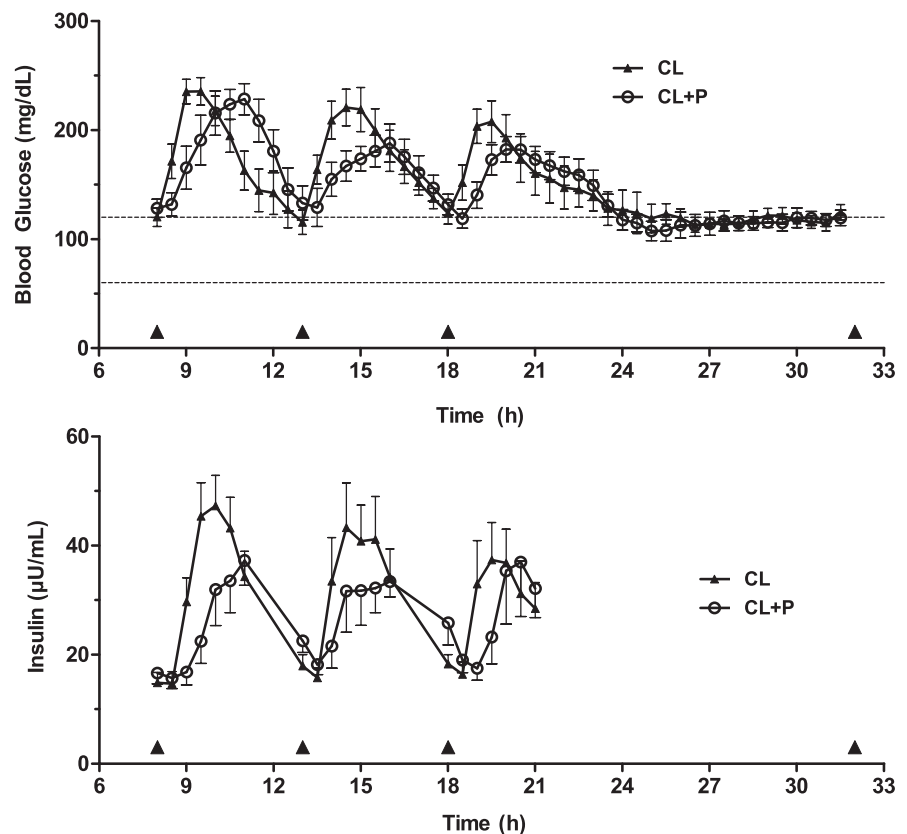 300
200
100
0
Blood Glucose (mg/dL)
CL
CL+P
6 9 12 15 18 21 24 27 30 33
Time (h)
60
40
20
0
Insulin (µU/mL)
CL
CL+P
6 9 12 15 18 21 24 27 30 33
Time (h)